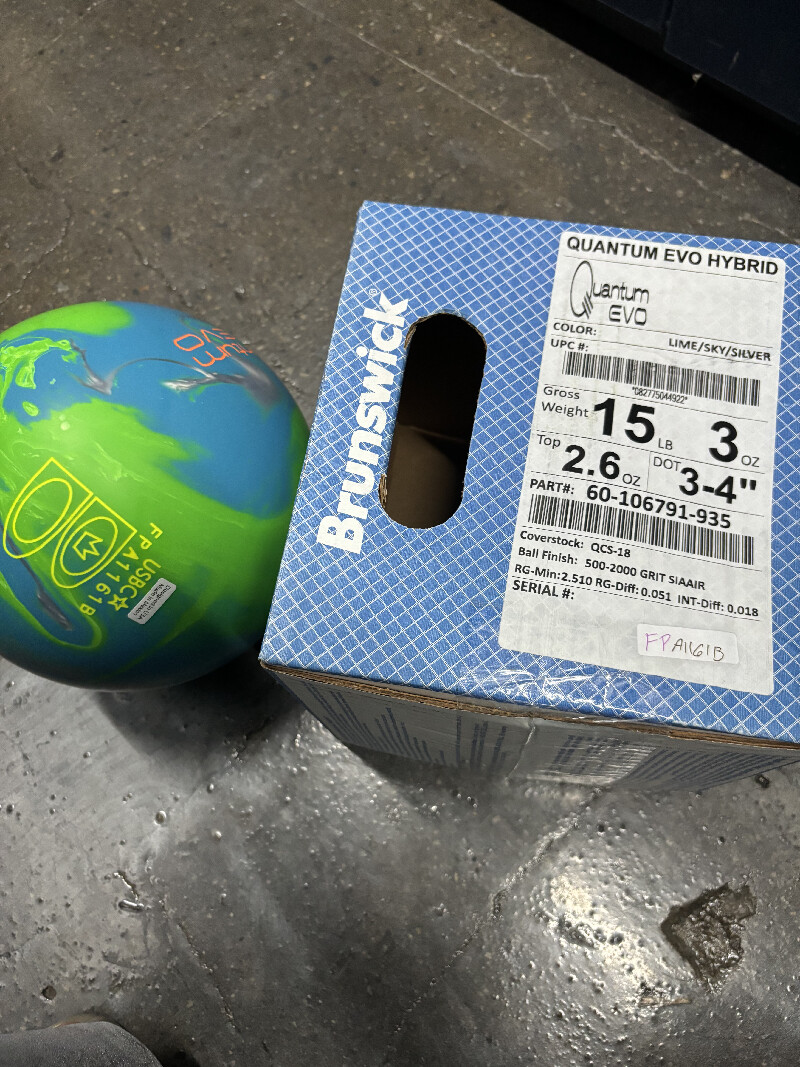 QUANTUM EVO HYBRID
Quantum
EVO
COLOR:
LIME/SKY/SILVER
UPC #:
*082775044922*
Gross
Weight
15 LB
3 OZ
Top
2.6 OZ
DOT
3-4"
PART#: 60-106791-935
Coverstock: QCS-18
Ball Finish: 500-2000 GRIT SIAAIR
RG-Min:2.510 RG-Diff: 0.051 INT-Diff: 0.018
SERIAL #:
FPA1161B
Brunswick®
EVO
FPA1161B
USBC